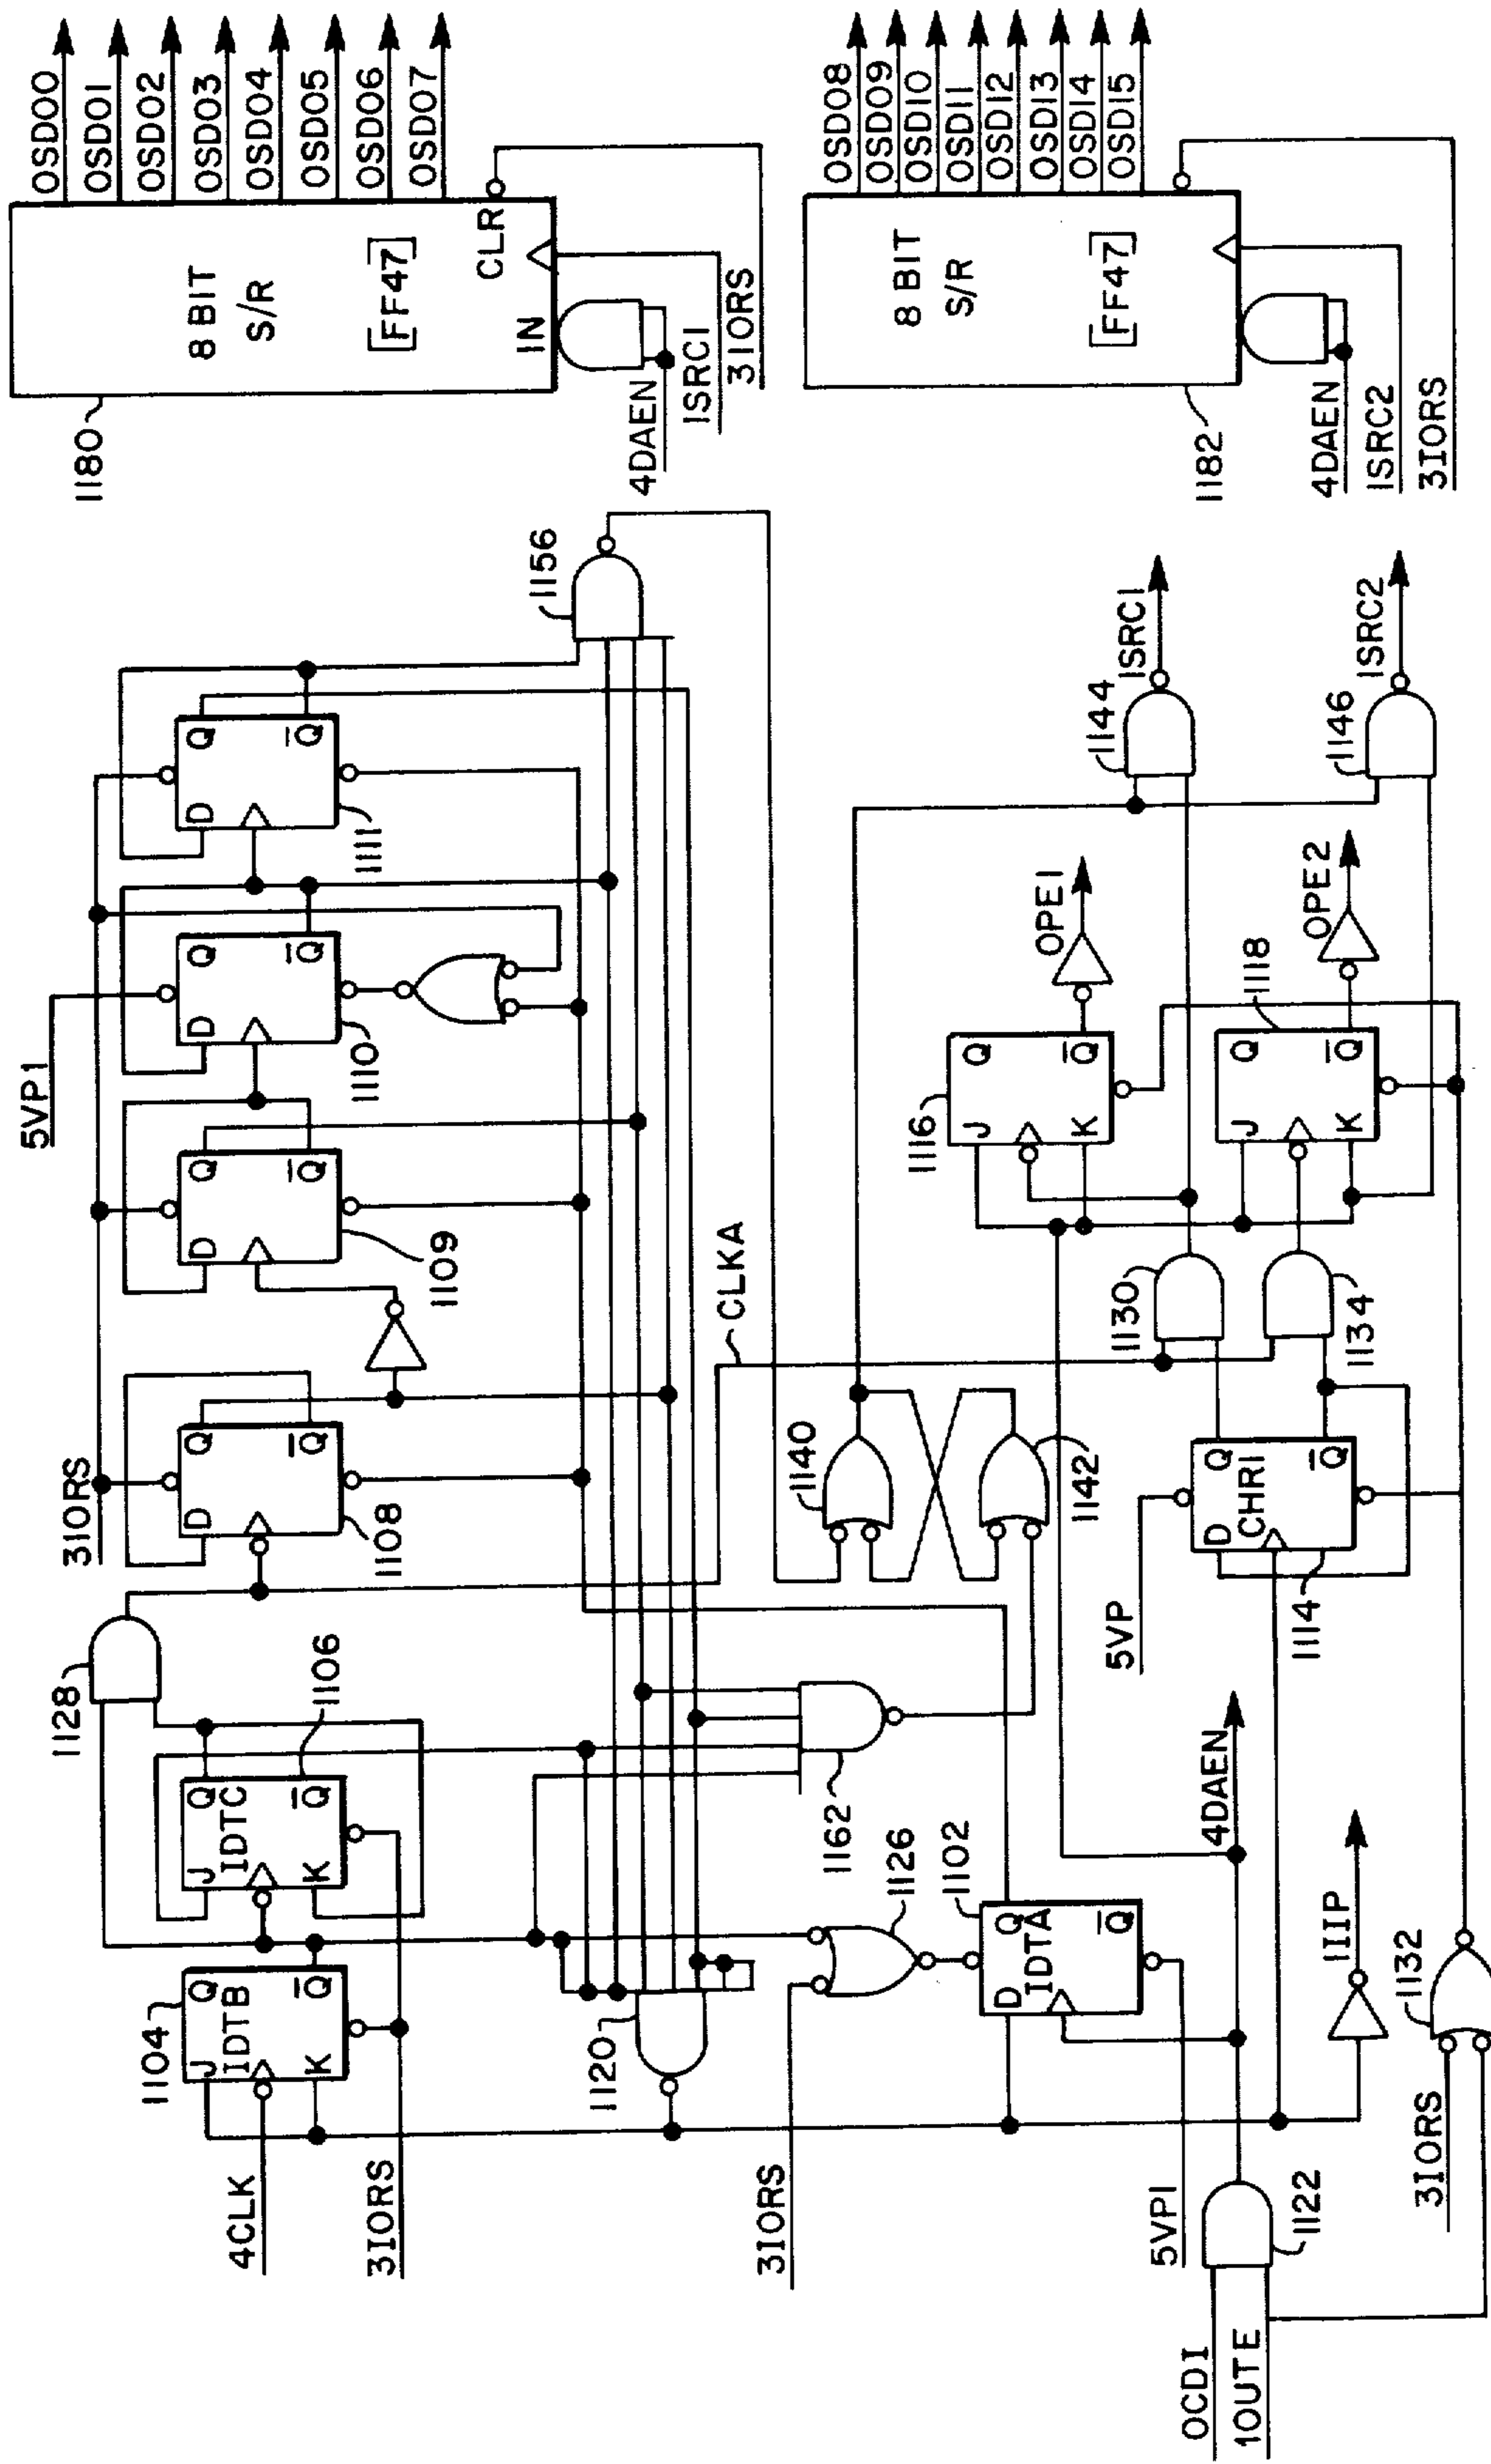 OSD00
OSD01
OSD02
OSD03
OSD04
OSD05
OSD06
OSD07
8 BIT
S/R
[FF47]
CLR
IN
1180
4DAEN
ISRC1
3IORS
OSD08
OSD09
OSD10
OSD11
OSD12
OSD13
OSD14
OSD15
8 BIT
S/R
[FF47]
1182
4DAEN
ISRC2
3IORS
1156
5VP1
3IORS
D
Q
Q̅
1111
D
Q
Q̅
1110
D
Q
Q̅
1109
D
Q
Q̅
1108
CLKA
1128
1106
J
Q
IDTC
K
Q̅
1104
J
Q
IDTB
K
Q̅
4CLK
3IORS
1120
1162
1126
3IORS
1102
D
Q
IDTA
Q̅
5VP1
1140
1142
ISRC1
1144
ISRC2
1146
OPE1
1116
J
Q
K
Q̅
OPE2
1118
J
Q
K
Q̅
1130
1134
5VP
D
Q
CHR1
Q̅
1114
4DAEN
1IIP
1132
3IORS
OCDI
1OUTE
1122